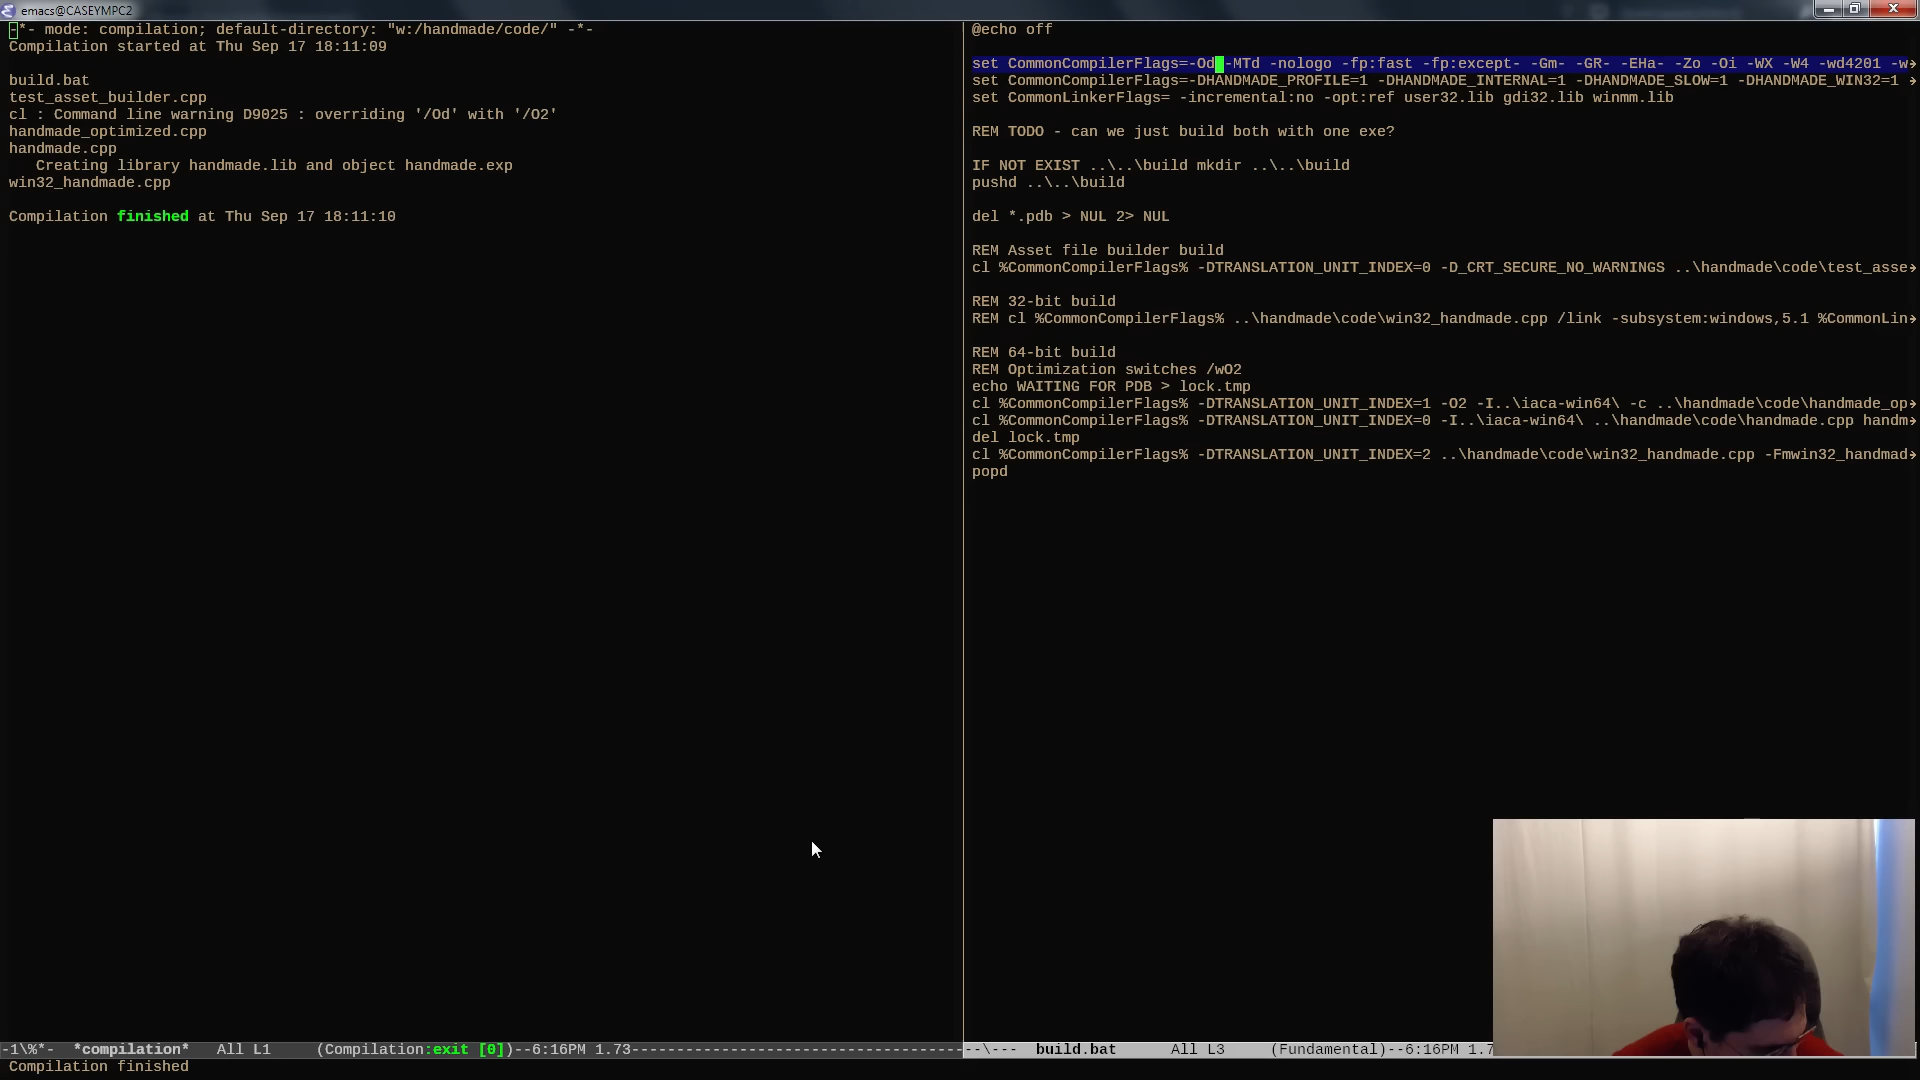 emacs@CASEYMPC2
-*- mode: compilation; default-directory: "w:/handmade/code/" -*-
Compilation started at Thu Sep 17 18:11:09
build.bat
test_asset_builder.cpp
cl : Command line warning D9025 : overriding '/Od' with '/O2'
handmade_optimized.cpp
handmade.cpp
Creating library handmade.lib and object handmade.exp
win32_handmade.cpp
Compilation finished at Thu Sep 17 18:11:10
-1\%*-  *compilation*   All L1     (Compilation:exit [0])--6:16PM 1.73-------------------------------------
Compilation finished
@echo off
set CommonCompilerFlags=-Od -MTd -nologo -fp:fast -fp:except- -Gm- -GR- -EHa- -Zo -Oi -WX -W4 -wd4201 -w
set CommonCompilerFlags=-DHANDMADE_PROFILE=1 -DHANDMADE_INTERNAL=1 -DHANDMADE_SLOW=1 -DHANDMADE_WIN32=1
set CommonLinkerFlags= -incremental:no -opt:ref user32.lib gdi32.lib winmm.lib
REM TODO - can we just build both with one exe?
IF NOT EXIST ..\..\build mkdir ..\..\build
pushd ..\..\build
del *.pdb > NUL 2> NUL
REM Asset file builder build
cl %CommonCompilerFlags% -DTRANSLATION_UNIT_INDEX=0 -D_CRT_SECURE_NO_WARNINGS ..\handmade\code\test_asse
REM 32-bit build
REM cl %CommonCompilerFlags% ..\handmade\code\win32_handmade.cpp /link -subsystem:windows,5.1 %CommonLin
REM 64-bit build
REM Optimization switches /wO2
echo WAITING FOR PDB > lock.tmp
cl %CommonCompilerFlags% -DTRANSLATION_UNIT_INDEX=1 -O2 -I..\iaca-win64\ -c ..\handmade\code\handmade_op
cl %CommonCompilerFlags% -DTRANSLATION_UNIT_INDEX=0 -I..\iaca-win64\ ..\handmade\code\handmade.cpp handm
del lock.tmp
cl %CommonCompilerFlags% -DTRANSLATION_UNIT_INDEX=2 ..\handmade\code\win32_handmade.cpp -Fmwin32_handmad
popd
--\---  build.bat      All L3     (Fundamental)--6:16PM 1.7